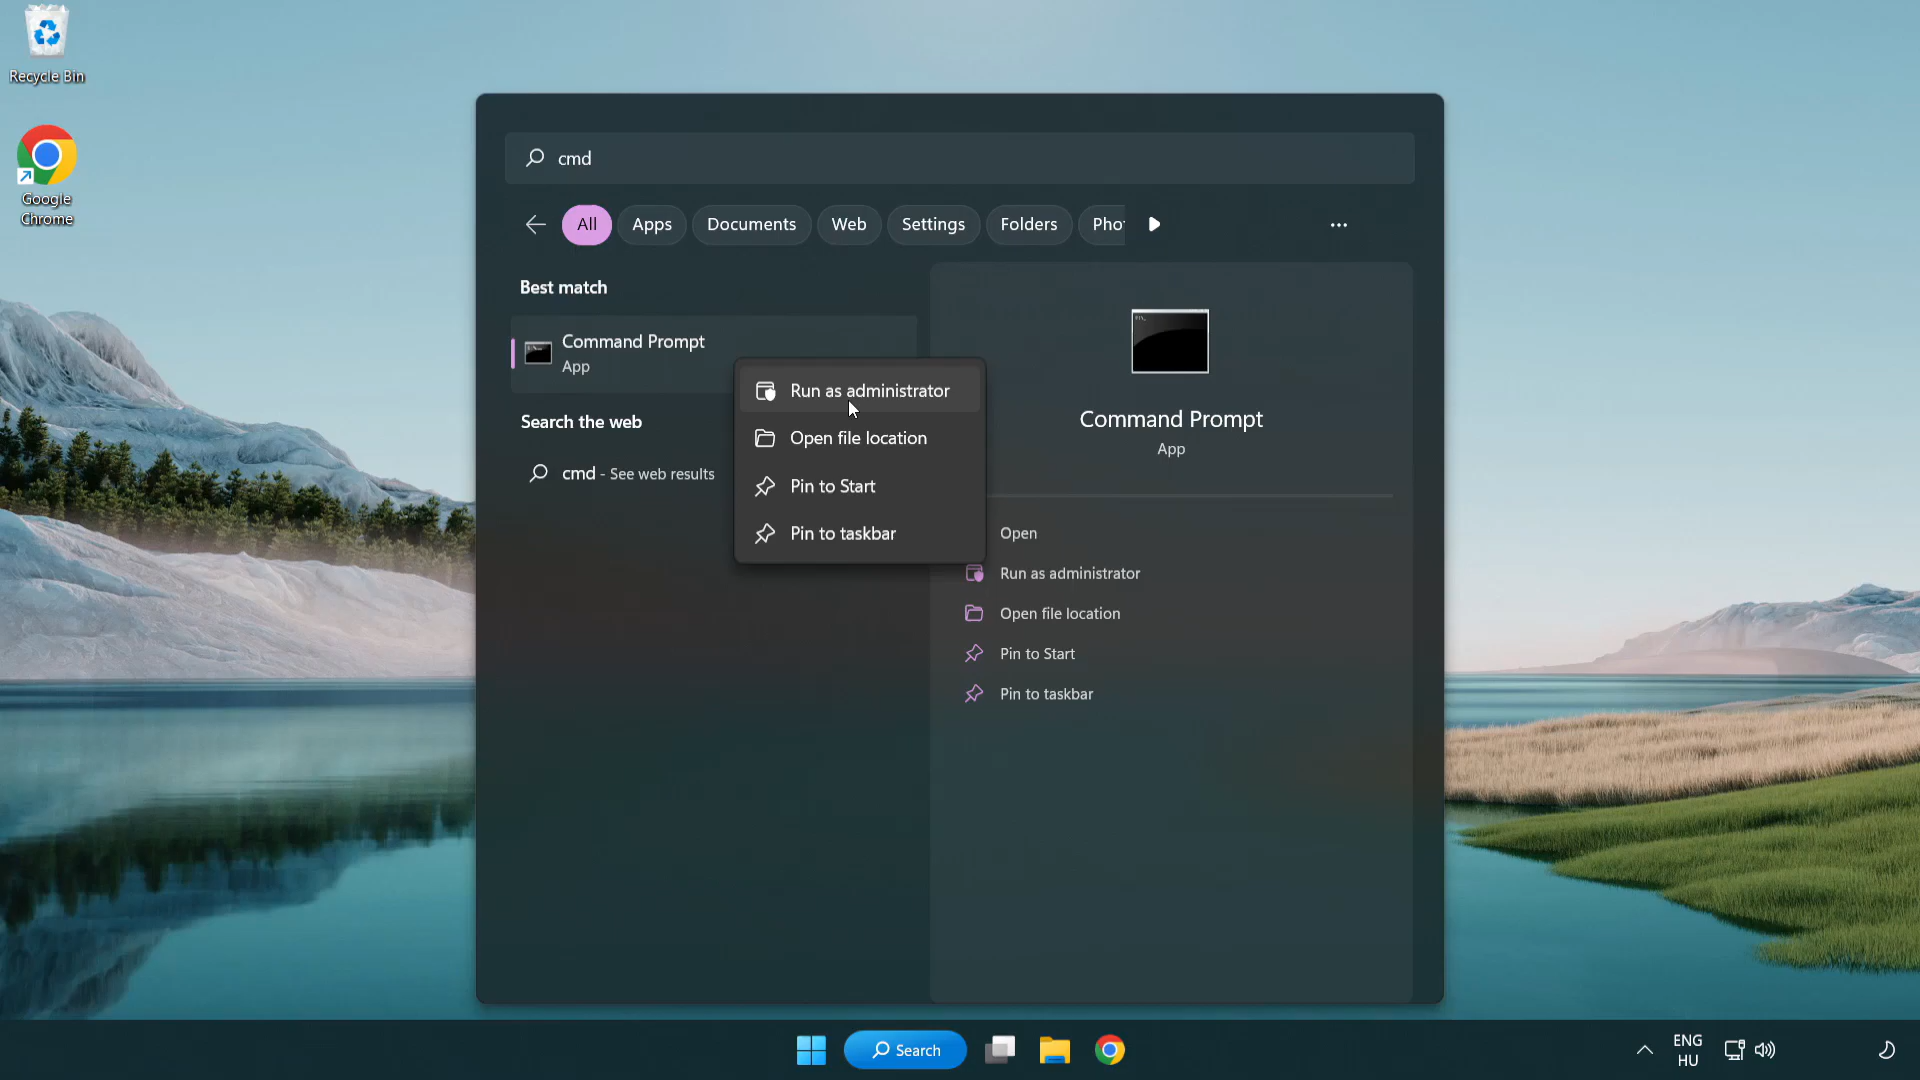 Recycle Bin
Google
Chrome
cmd
All
Apps
Documents
Web
Settings
Folders
Pho
Best match
Command Prompt
App
Search the web
cmd - See web results
Run as administrator
Open file location
Pin to Start
Pin to taskbar
Command Prompt
App
Open
Run as administrator
Open file location
Pin to Start
Pin to taskbar
Search
ENG
HU